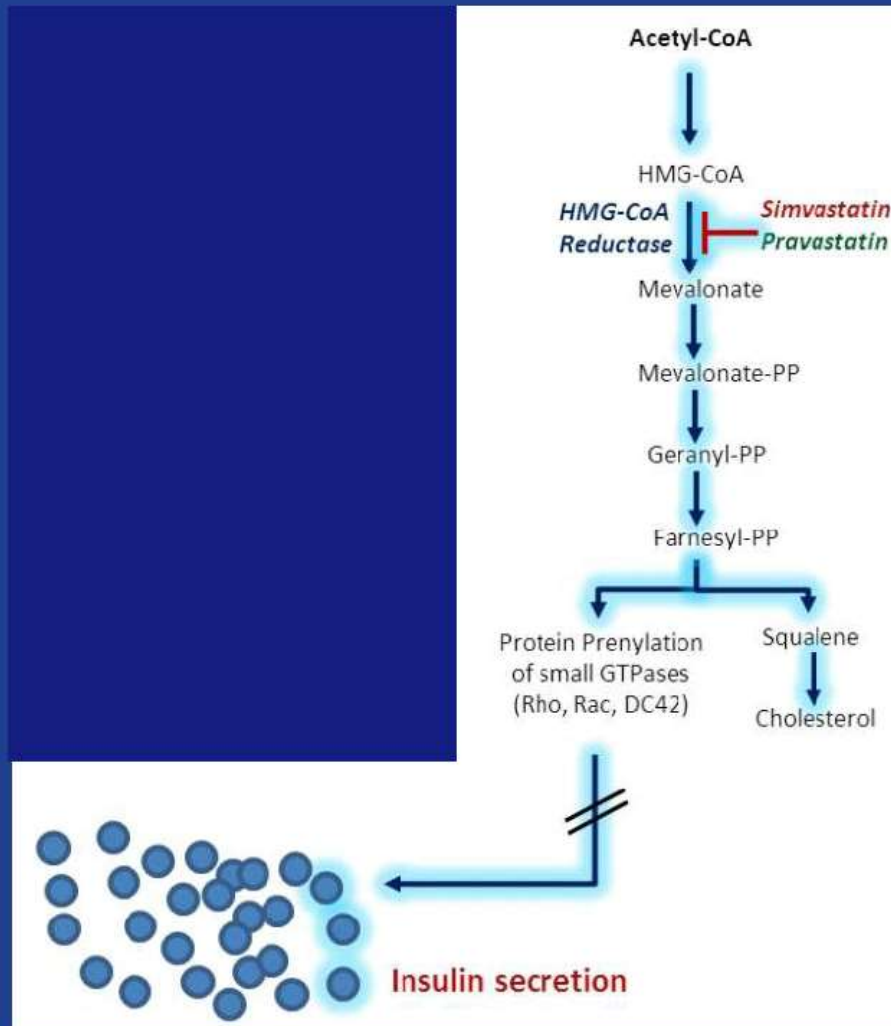 Acetyl-CoA
HMG-CoA
HMG-CoA
Reductase
Simvastatin
Pravastatin
Mevalonate
Mevalonate-PP
Geranyl-PP
Farnesyl-PP
Protein Prenylation
of small GTPases
(Rho, Rac, DC42)
Squalene
Cholesterol
Insulin secretion